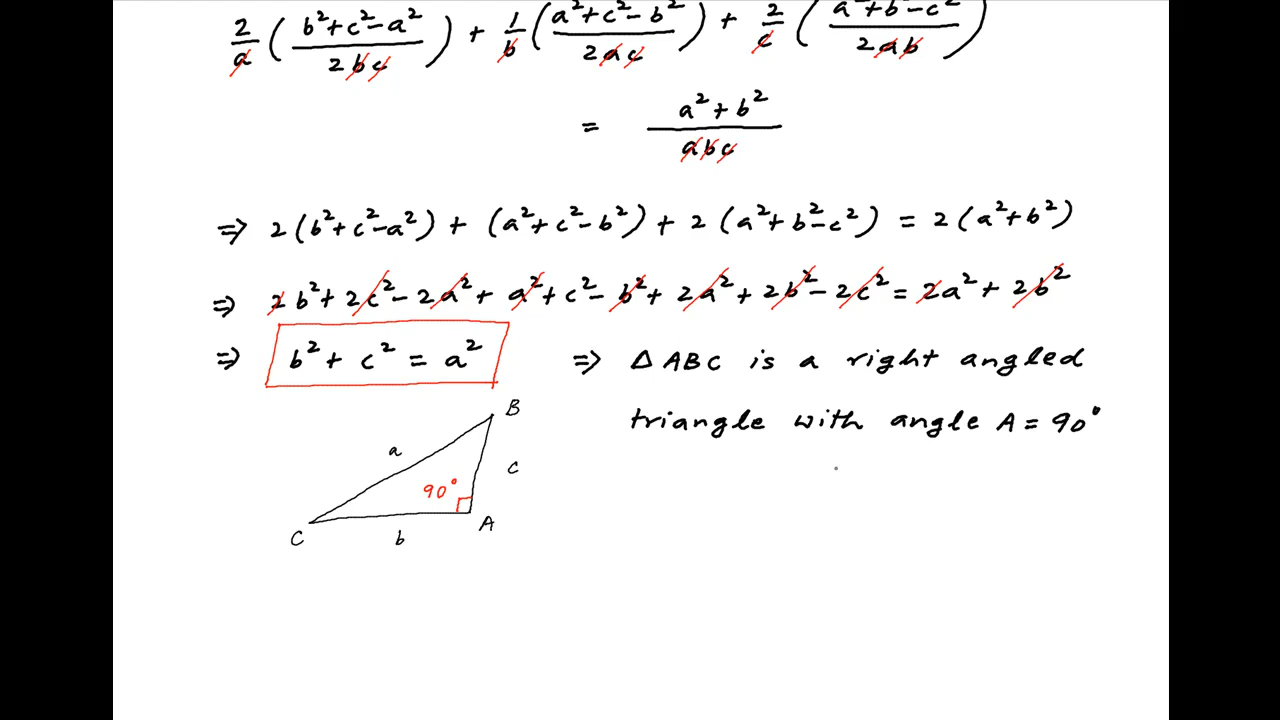 2/a ( (b²+c²-a²)/(2bc) ) + 1/b ( (a²+c²-b²)/(2ac) ) + 2/c ( (a²+b²-c²)/(2ab) )
= (a²+b²)/(abc)
⇒ 2(b²+c²-a²) + (a²+c²-b²) + 2(a²+b²-c²) = 2(a²+b²)
⇒ 2b²+2c²-2a²+a²+c²-b²+2a²+2b²-2c² = 2a²+2b²
⇒ b²+c² = a² ⇒ △ABC is a right angled
triangle with angle A = 90°
B
a
c
90°
C
b
A